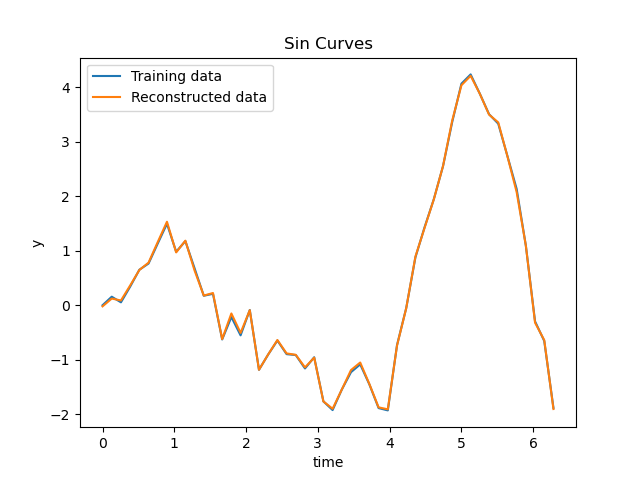 Sin Curves
Training data
Reconstructed data
4
3
2
1
0
−1
−2
y
0 1 2 3 4 5 6
time